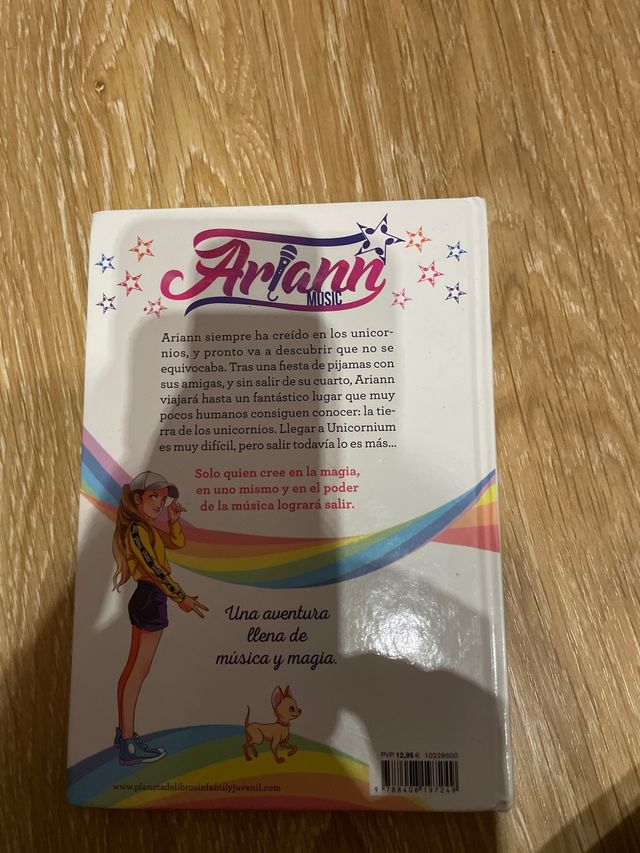 Ariann
MUSIC
Ariann siempre ha creído en los unicor-
nios, y pronto va a descubrir que no se
equivocaba. Tras una fiesta de pijamas con
sus amigas, y sin salir de su cuarto, Ariann
viajará hasta un fantástico lugar que muy
pocos humanos consiguen conocer: la tie-
rra de los unicornios. Llegar a Unicornium
es muy difícil, pero salir todavía lo es más...
Solo quien cree en la magia,
en uno mismo y en el poder
de la música logrará salir.
Una aventura
llena de
música y magia.
PVP 12,95 € 10228600
9 788408 197249
www.planetadelibrosinfantilyjuvenil.com